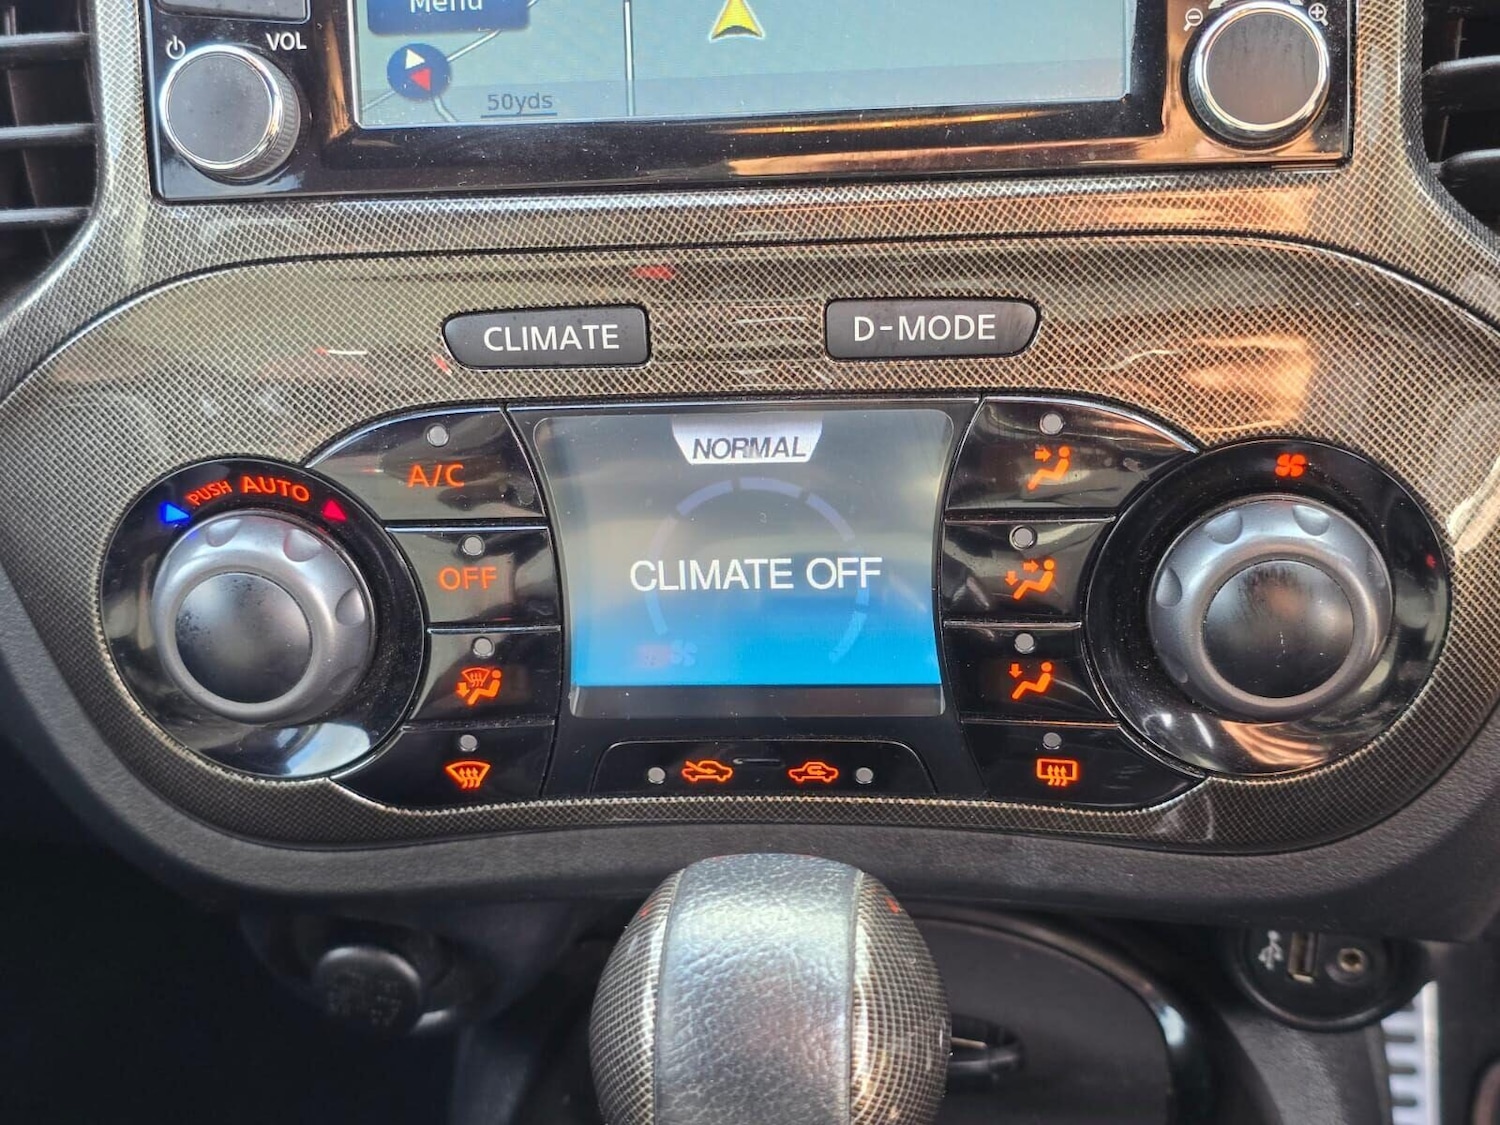 Menu
VOL
50yds
CLIMATE
D-MODE
NORMAL
PUSH AUTO
A/C
OFF
CLIMATE OFF